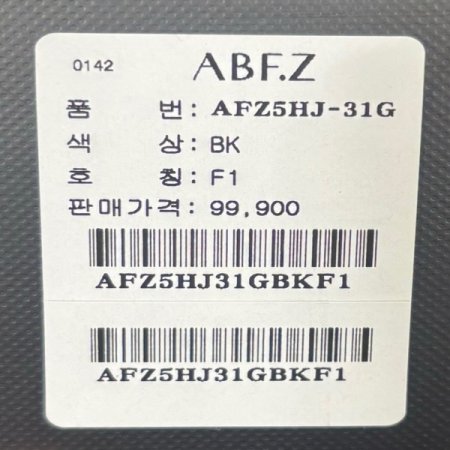 0142 ABF.Z
품 번: AFZ5HJ-31G
색 상: BK
호 칭: F1
판매가격: 99,900
AFZ5HJ31GBKF1
AFZ5HJ31GBKF1